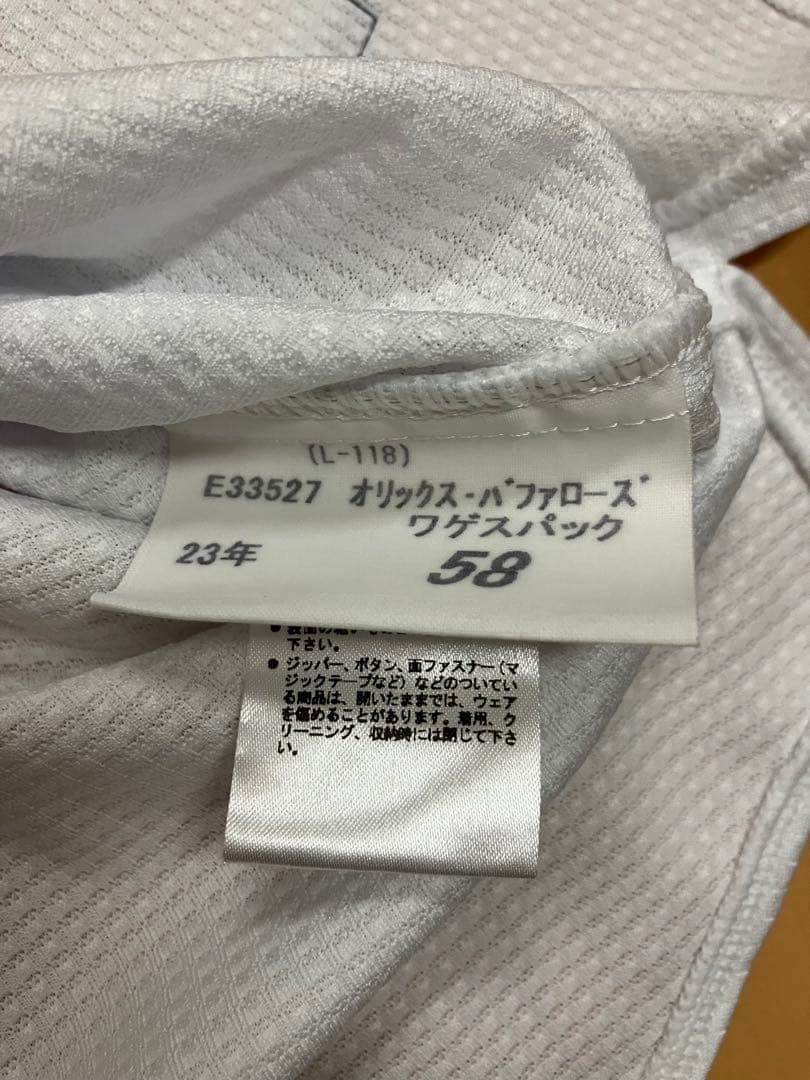 (L-118)
E33527 オリックス・バファローズ
ワゲスパック
23年 58
下さい。
● ジッパー、ボタン、面ファスナー(マ
ジックテープなど)などのついてい
る商品は、開いたままでは、ウェア
を傷めることがあります。着用、ク
リーニング、収納時には閉じて下さ
い。